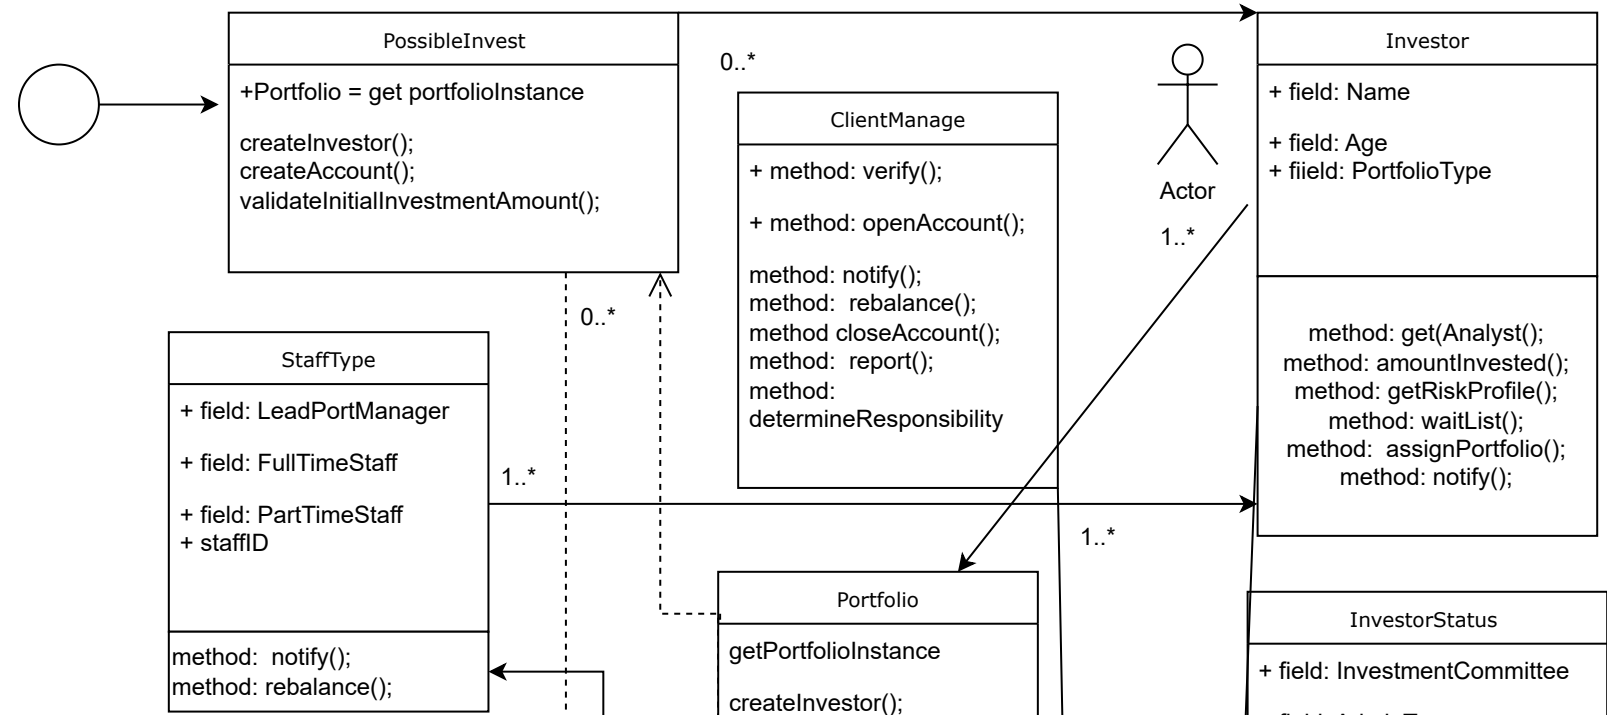 PossibleInvest
+Portfolio = get portfolioInstance
createInvestor();
createAccount();
validateInitialInvestmentAmount();
0..*
ClientManage
+ method: verify();
+ method: openAccount();
method: notify();
method:  rebalance();
method closeAccount();
method:  report();
method:
determineResponsibility
Actor
1..*
Investor
+ field: Name
+ field: Age
+ fiield: PortfolioType
method: get(Analyst();
method: amountInvested();
method: getRiskProfile();
method: waitList();
method:  assignPortfolio();
method: notify();
0..*
StaffType
+ field: LeadPortManager
+ field: FullTimeStaff
+ field: PartTimeStaff
+ staffID
method:  notify();
method: rebalance();
1..*
1..*
Portfolio
getPortfolioInstance
createInvestor();
InvestorStatus
+ field: InvestmentCommittee